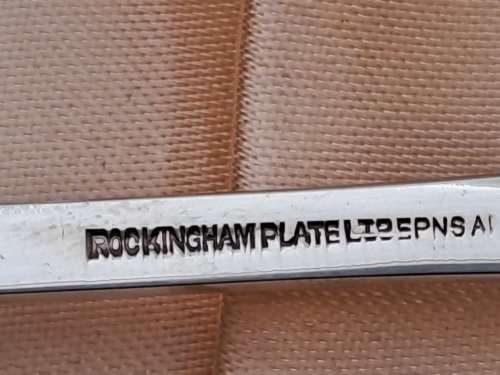 ROCKINGHAM PLATE LTD EPNS A1